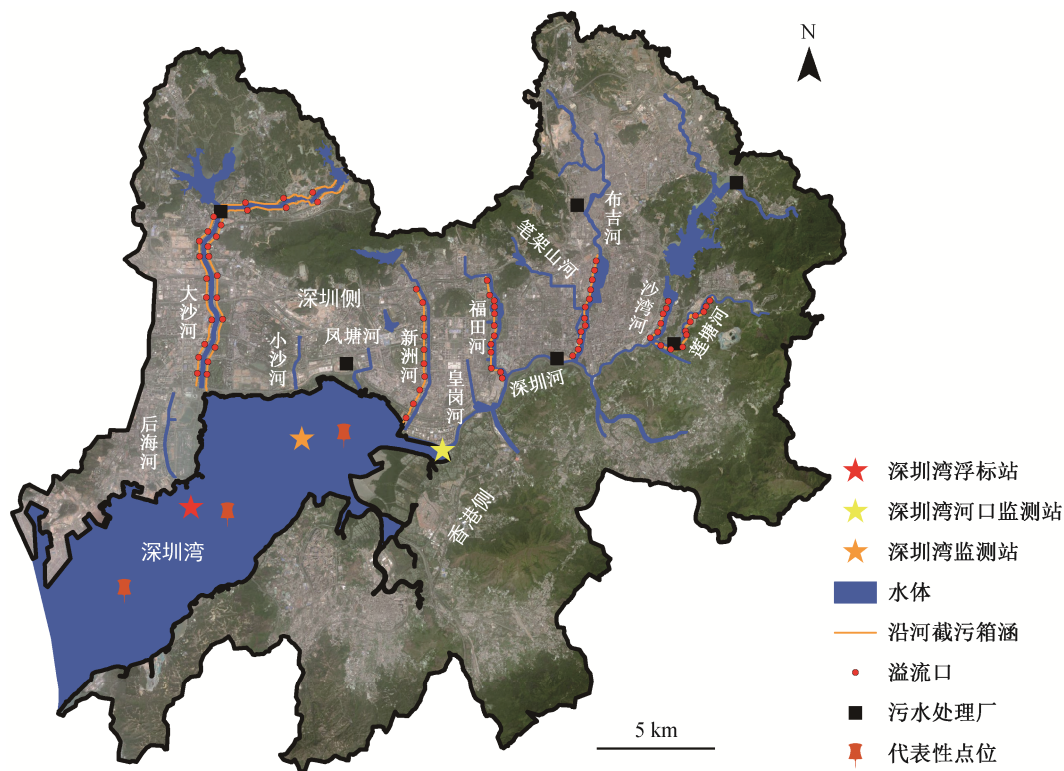 N
布吉河
笔架山河
沙湾河
莲塘河
大沙河
深圳侧
小沙河
凤塘河
新洲河
福田河
皇岗河
深圳河
后海河
深圳湾
香港侧
深圳湾浮标站
深圳湾河口监测站
深圳湾监测站
水体
沿河截污箱涵
溢流口
污水处理厂
代表性点位
5 km